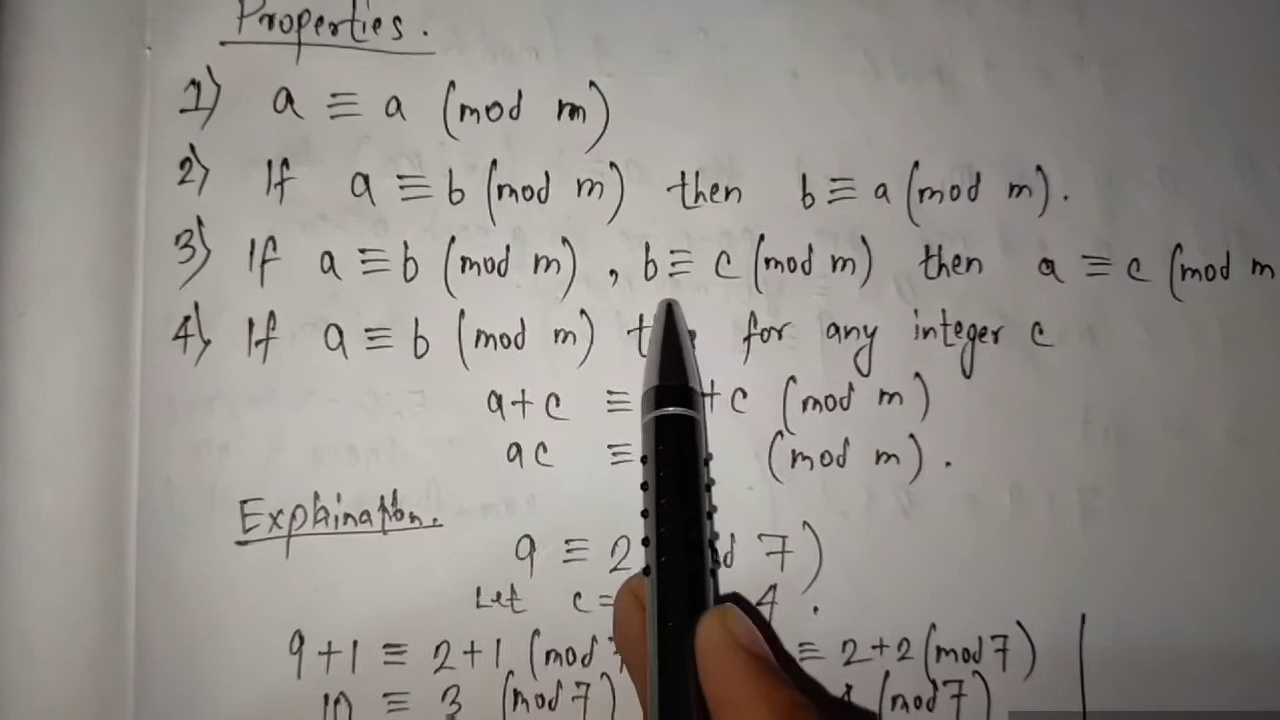 Properties.
1) a ≡ a (mod m)
2) If a ≡ b (mod m) then b ≡ a (mod m).
3) If a ≡ b (mod m), b ≡ c (mod m) then a ≡ c (mod m
4) If a ≡ b (mod m) for any integer c
a+c ≡ +c (mod m)
ac ≡ (mod m).
Explination.
9 ≡ 2 7)
Let c = 4.
9+1 ≡ 2+1 (mod 7 ≡ 2+2 (mod 7)
10 ≡ 3 (mod 7) (mod 7)